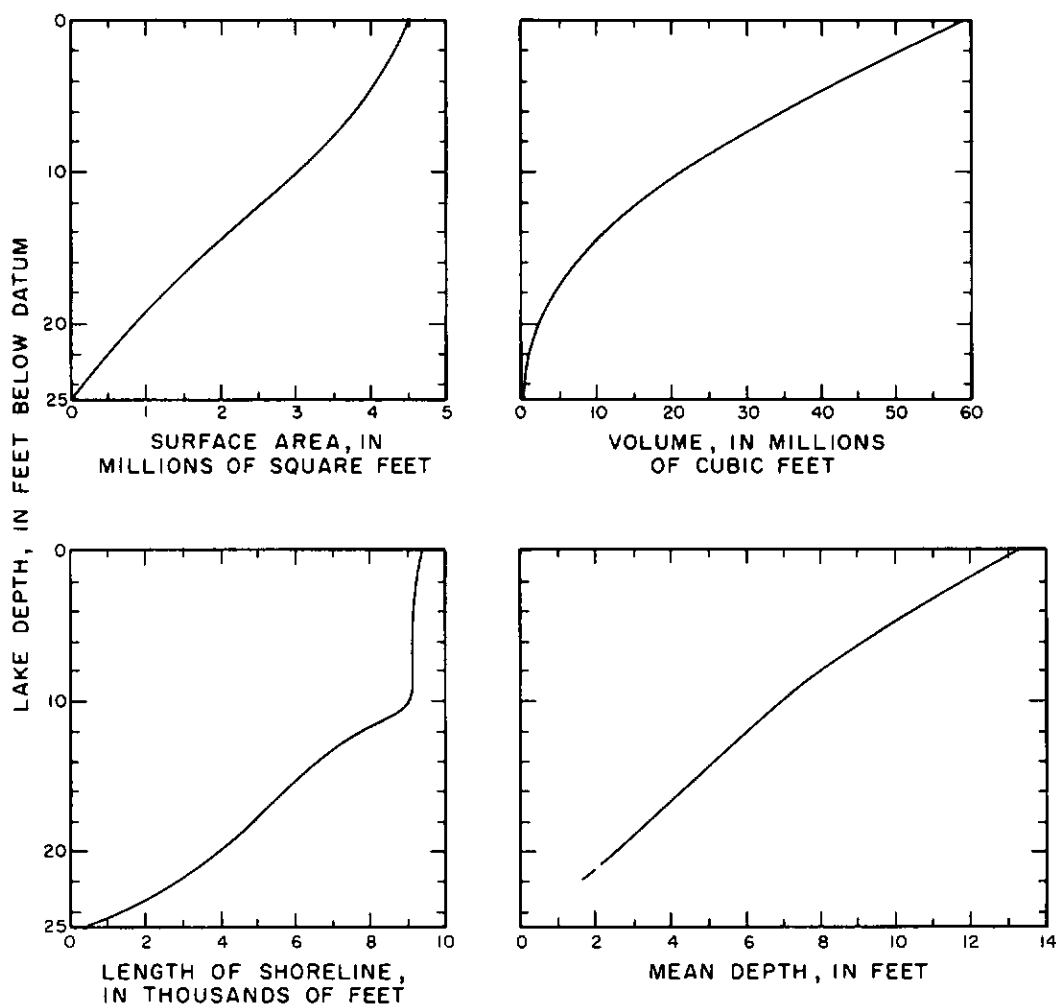 LAKE DEPTH, IN FEET BELOW DATUM
0
10
20
25
0 1 2 3 4 5
SURFACE AREA, IN
MILLIONS OF SQUARE FEET
0 10 20 30 40 50 60
VOLUME, IN MILLIONS
OF CUBIC FEET
0
10
20
25
0 2 4 6 8 10
LENGTH OF SHORELINE,
IN THOUSANDS OF FEET
0 2 4 6 8 10 12 14
MEAN DEPTH, IN FEET